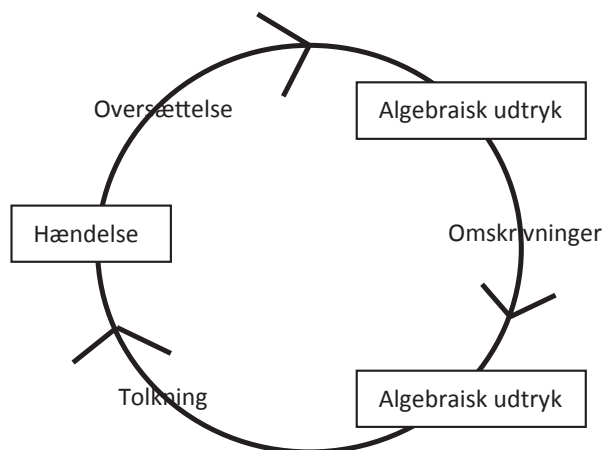 Oversættelse
Algebraisk udtryk
Hændelse
Omskrivninger
Tolkning
Algebraisk udtryk